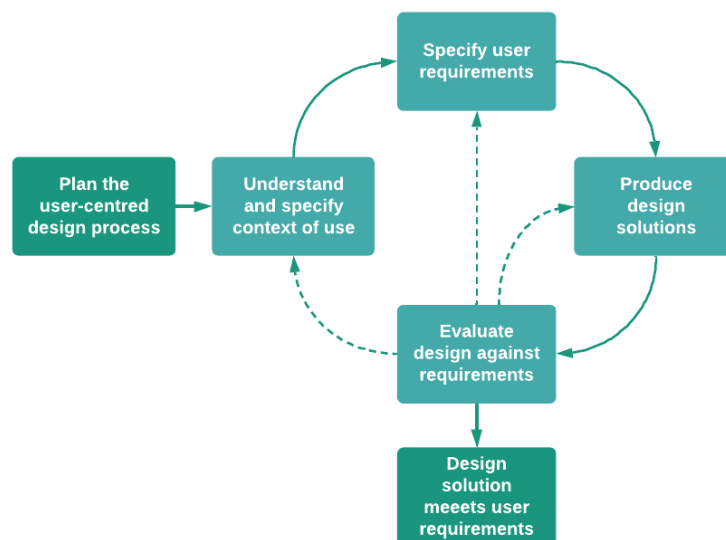 Specify user
requirements
Plan the
user-centred
design process
Understand
and specify
context of use
Produce
design
solutions
Evaluate
design against
requirements
Design
solution
meeets user
requirements